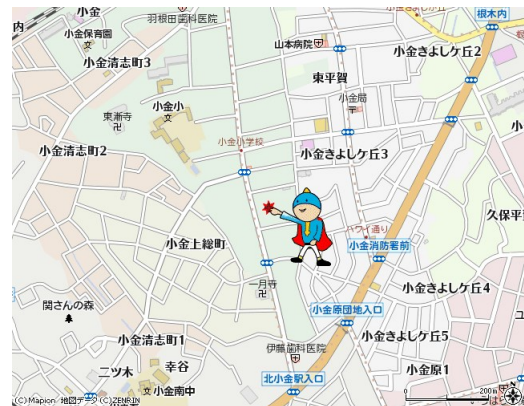 小金
羽根田歯科医院
内
小金保育園
文
山本病院
小金きよしケ丘2
根木内
小金清志町3
東平賀
小金局
小金小
文
東漸寺
小金小学校
小金清志町2
小金きよしケ丘3
ハワイ通り
久保平賀
小金上総町
小金消防署前
一月寺
関さんの森
小金きよしケ丘4
小金原団地入口
小金清志町1
小金きよしケ丘5
伊藤歯科医院
二ツ木
幸谷
小金原1
北小金駅入口
文
小金南中
200m
(C)Mapion 地図データ(C)ZENRIN